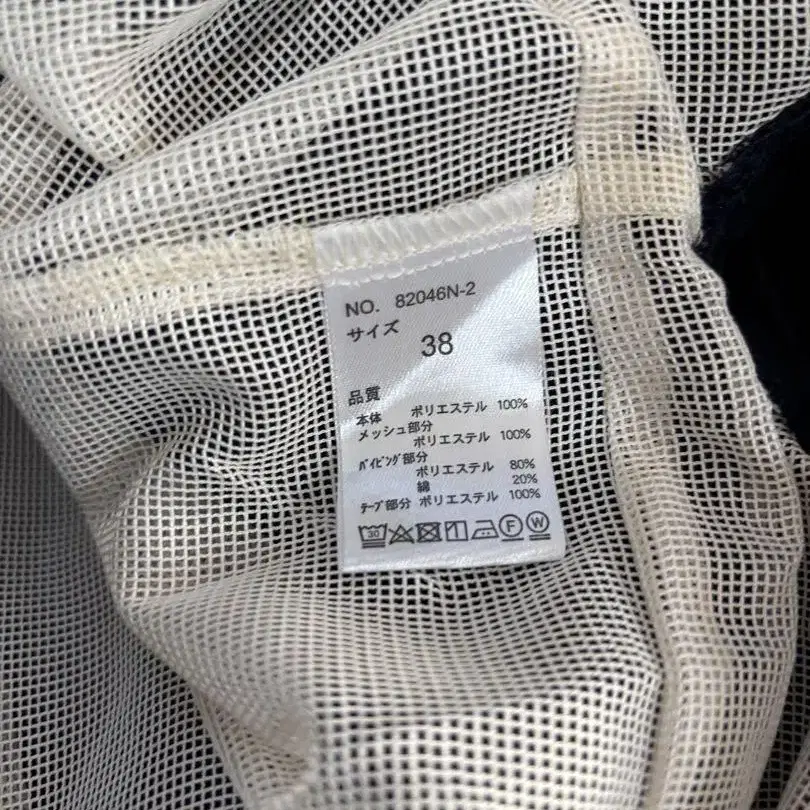 NO. 82046N-2
サイズ
38
品質
本体 ポリエステル 100%
メッシュ部分
ポリエステル 100%
ﾊﾟｲﾋﾟﾝｸﾞ部分
ポリエステル 80%
綿 20%
ﾃｰﾌﾟ部分 ポリエステル 100%
30 F W